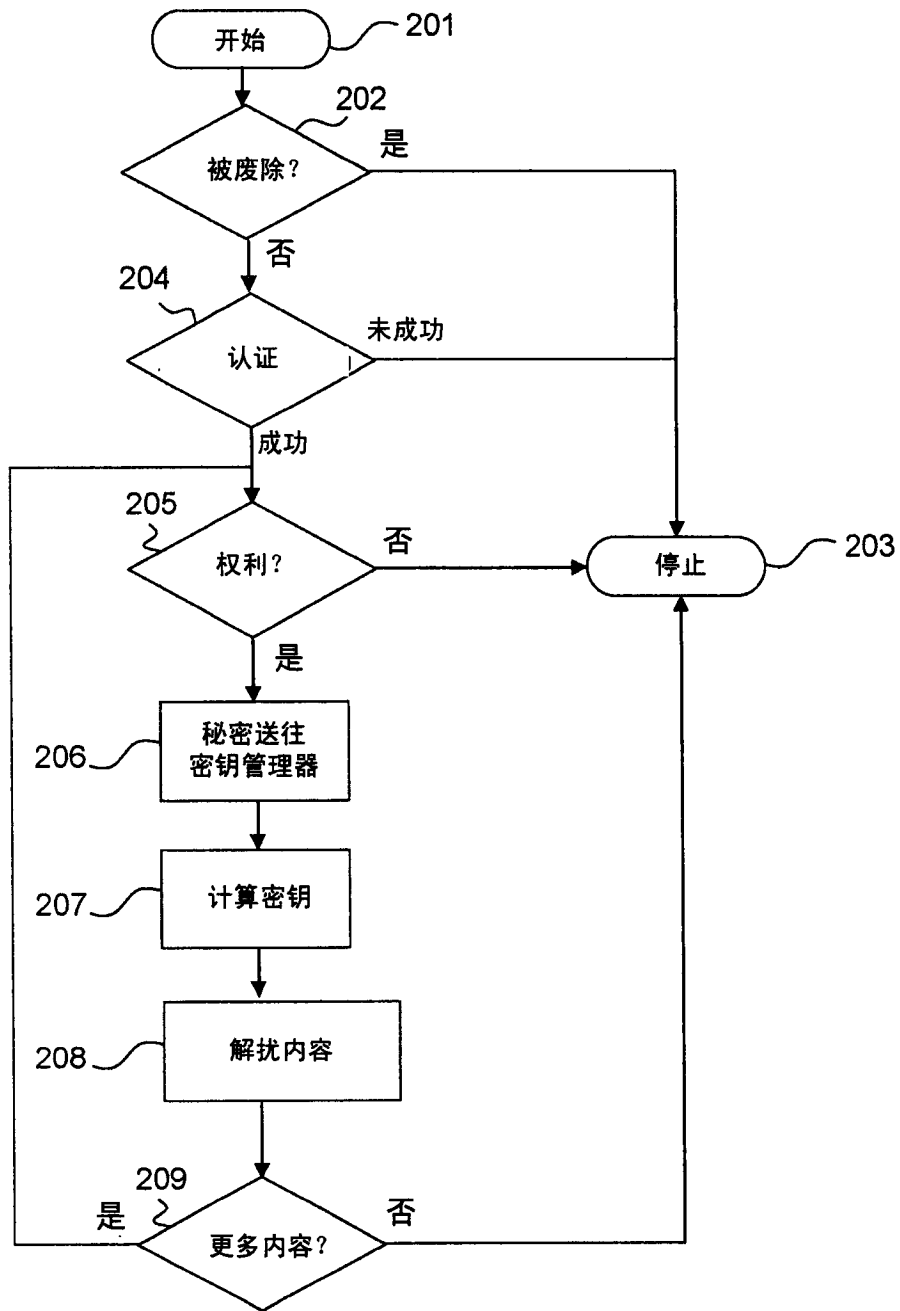 开始
201
202
被废除?
是
否
204
认证
未成功
成功
205
权利?
否
停止
203
是
秘密送往
密钥管理器
206
计算密钥
207
解扰内容
208
209
是
更多内容?
否